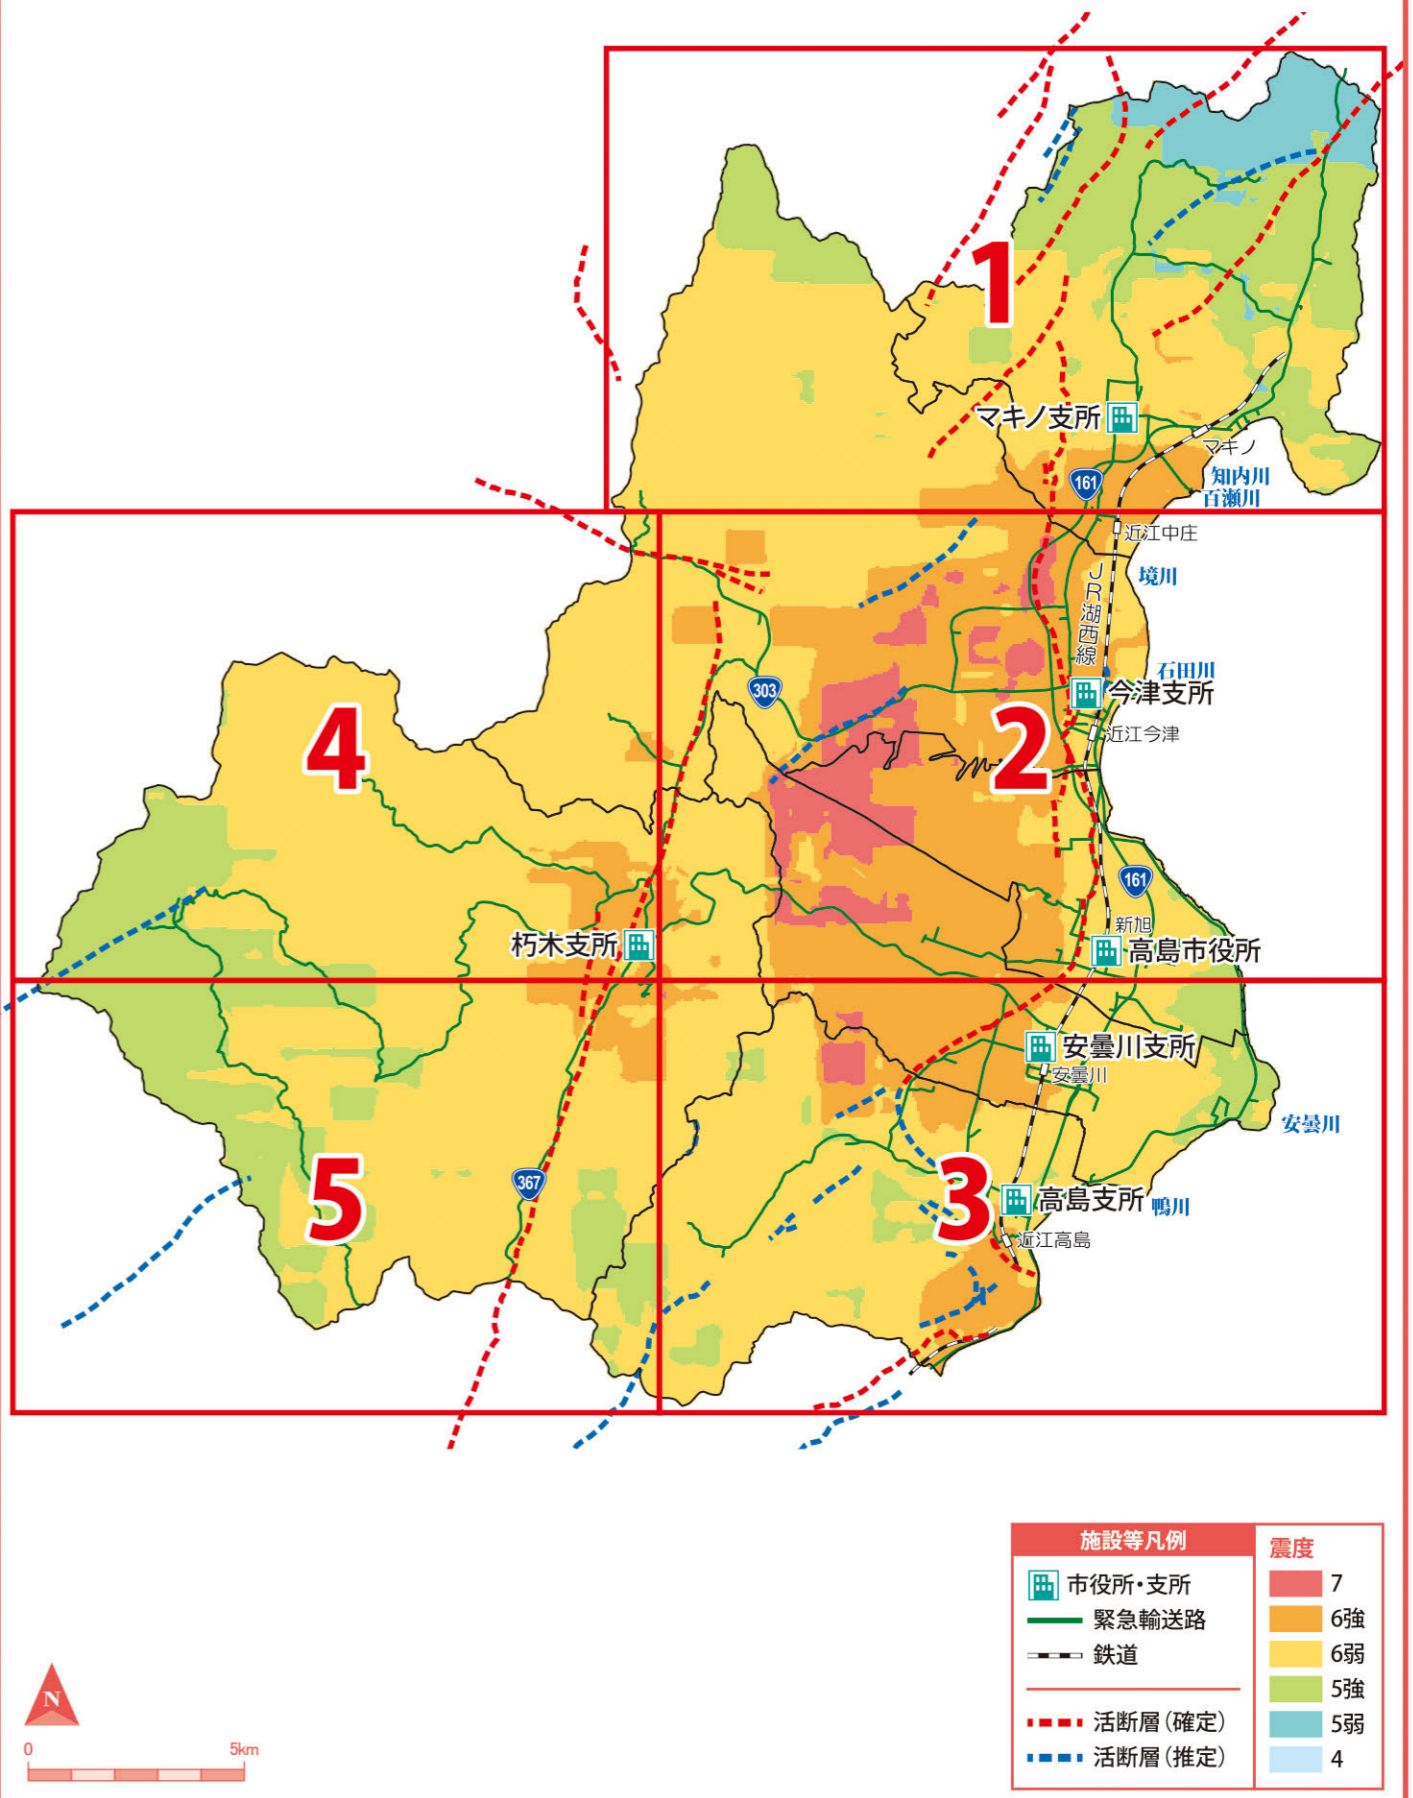 1
マキノ支所
マキノ
161
知内川
百瀬川
近江中庄
境川
JR湖西線
石田川
303
今津支所
4
2
近江今津
161
新旭
朽木支所
高島市役所
安曇川支所
安曇川
安曇川
367
5
3
高島支所
鴨川
近江高島
施設等凡例
市役所・支所
緊急輸送路
鉄道
活断層（確定）
活断層（推定）
震度
7
6強
6弱
5強
5弱
4
N
0 5km